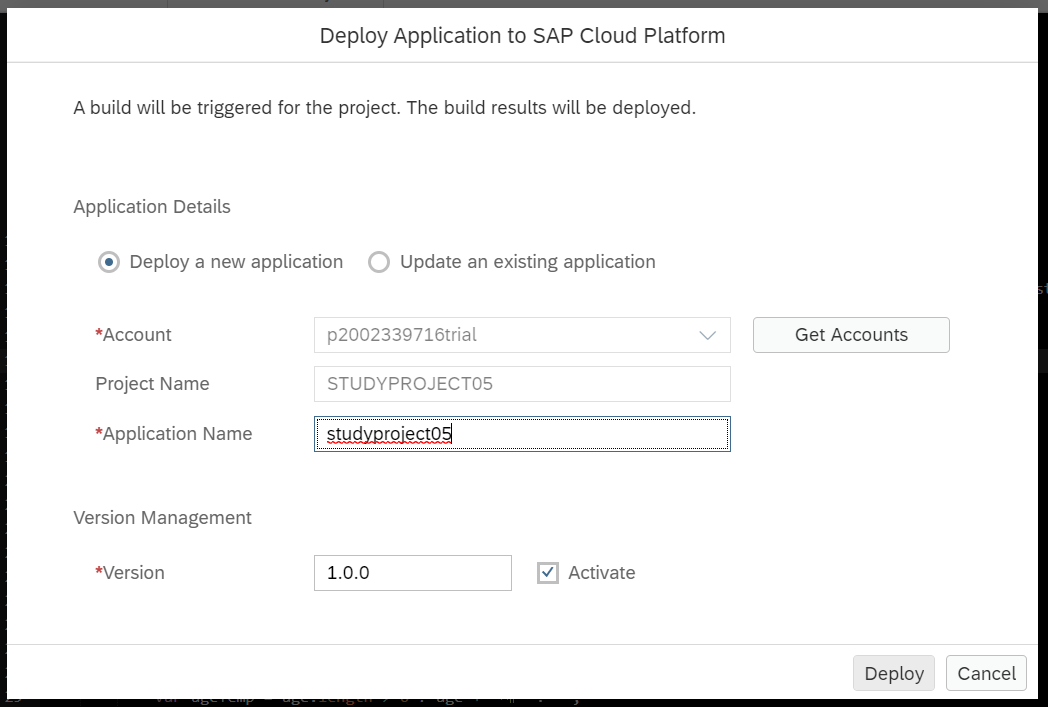 Deploy Application to SAP Cloud Platform
A build will be triggered for the project. The build results will be deployed.
Application Details
Deploy a new application Update an existing application
*Account p2002339716trial Get Accounts
Project Name STUDYPROJECT05
*Application Name studyproject05
Version Management
*Version 1.0.0 Activate
Deploy Cancel